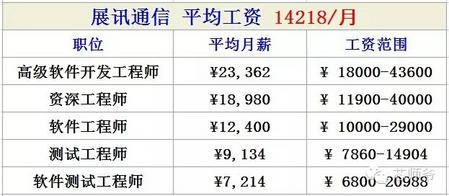 展讯通信 平均工资 14218/月
职位 平均月薪 工资范围
高级软件开发工程师 ¥23,362 ¥ 18000-43600
资深工程师 ¥18,980 ¥ 11900-40000
软件工程师 ¥12,400 ¥ 10000-29000
测试工程师 ¥9,134 ¥ 7860-14904
软件测试工程师 ¥7,214 ¥ 6800-20988